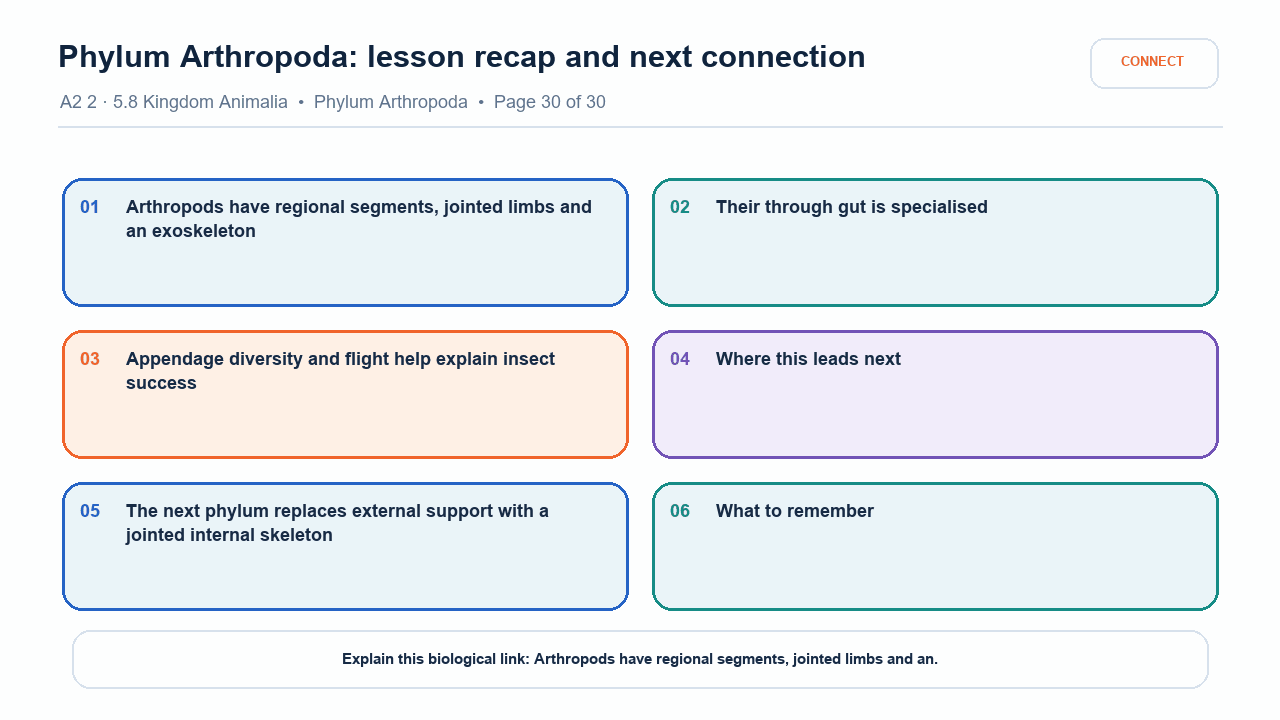 Phylum Arthropoda: lesson recap and next connection
CONNECT
A2 2 · 5.8 Kingdom Animalia • Phylum Arthropoda • Page 30 of 30
01 Arthropods have regional segments, jointed limbs and
an exoskeleton
02 Their through gut is specialised
03 Appendage diversity and flight help explain insect
success
04 Where this leads next
05 The next phylum replaces external support with a
jointed internal skeleton
06 What to remember
Explain this biological link: Arthropods have regional segments, jointed limbs and an.